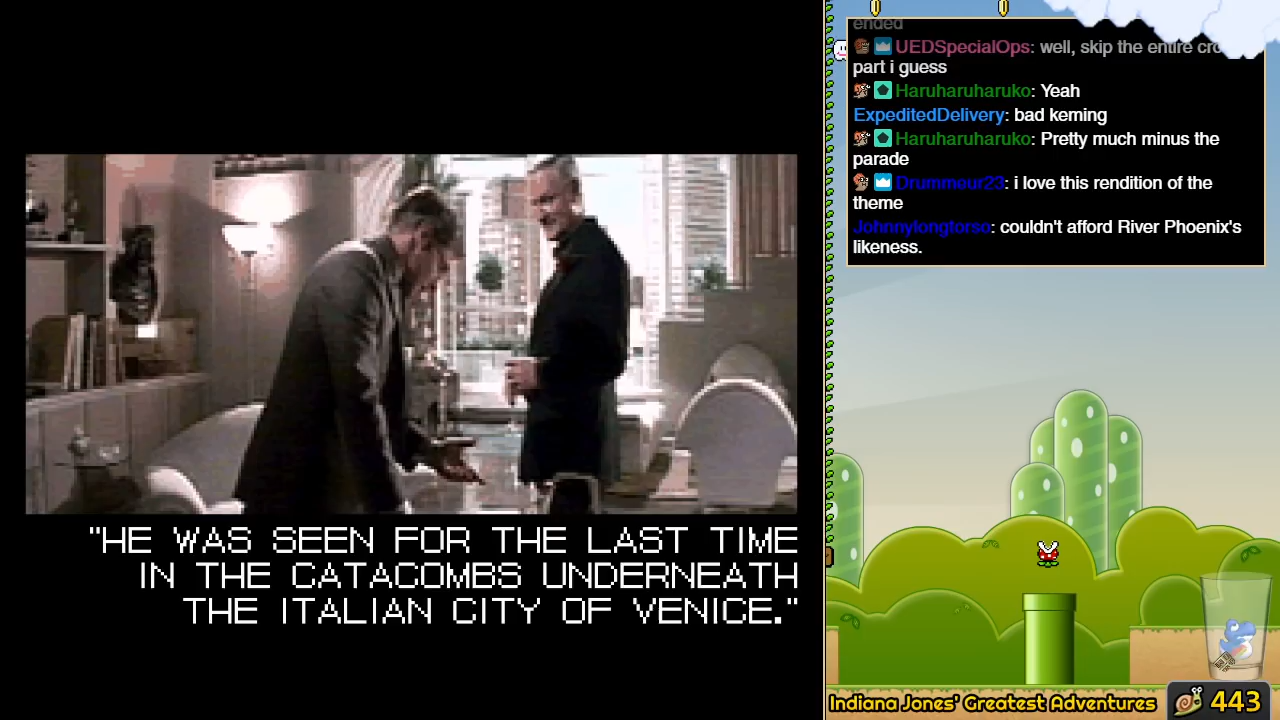 "HE WAS SEEN FOR THE LAST TIME
IN THE CATACOMBS UNDERNEATH
THE ITALIAN CITY OF VENICE."
ended
UEDSpecialOps: well, skip the entire
part i guess
Haruharuharuko: Yeah
ExpeditedDelivery: bad keming
Haruharuharuko: Pretty much minus the
parade
Drummeur23: i love this rendition of the
theme
Johnnylongtorso: couldn't afford River Phoenix's
likeness.
Indiana Jones' Greatest Adventures
443